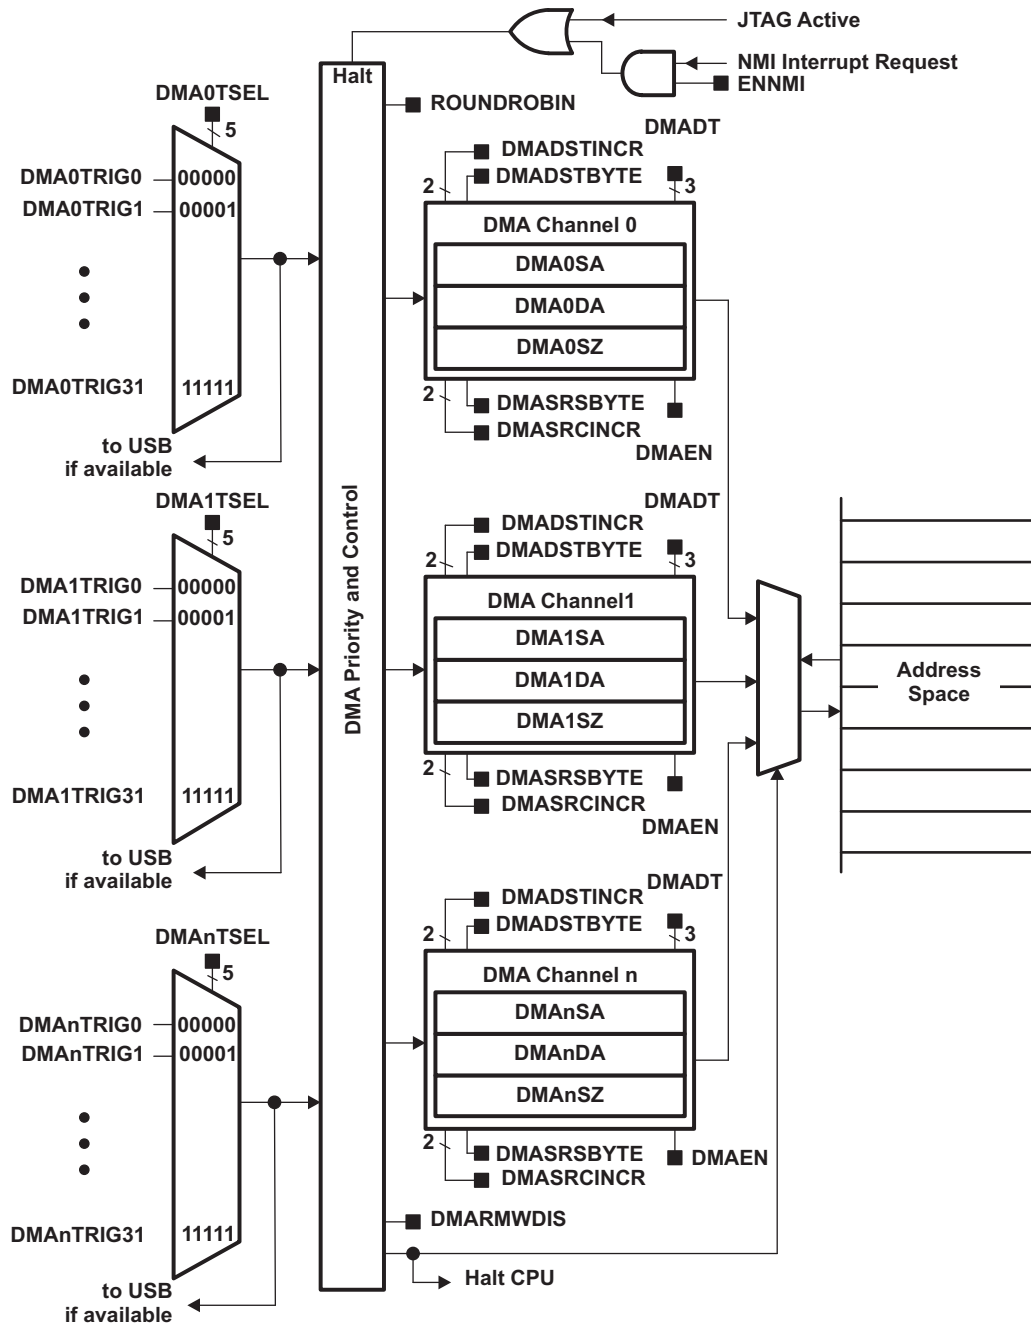 JTAG Active
NMI Interrupt Request
ENNMI
Halt
ROUNDROBIN
DMA Priority and Control
DMA0TSEL
5
DMA0TRIG0
00000
DMA0TRIG1
00001
DMA0TRIG31
11111
to USB
if available
DMADT
DMADSTINCR
DMADSTBYTE
2
3
DMA Channel 0
DMA0SA
DMA0DA
DMA0SZ
2
DMASRSBYTE
DMASRCINCR
DMAEN
DMA1TSEL
5
DMA1TRIG0
00000
DMA1TRIG1
00001
DMA1TRIG31
11111
to USB
if available
DMADT
DMADSTINCR
DMADSTBYTE
2
3
DMA Channel1
DMA1SA
DMA1DA
DMA1SZ
2
DMASRSBYTE
DMASRCINCR
DMAEN
Address
Space
DMAnTSEL
5
DMAnTRIG0
00000
DMAnTRIG1
00001
DMAnTRIG31
11111
to USB
if available
DMADT
DMADSTINCR
DMADSTBYTE
2
3
DMA Channel n
DMAnSA
DMAnDA
DMAnSZ
2
DMASRSBYTE
DMASRCINCR
DMAEN
DMARMWDIS
Halt CPU